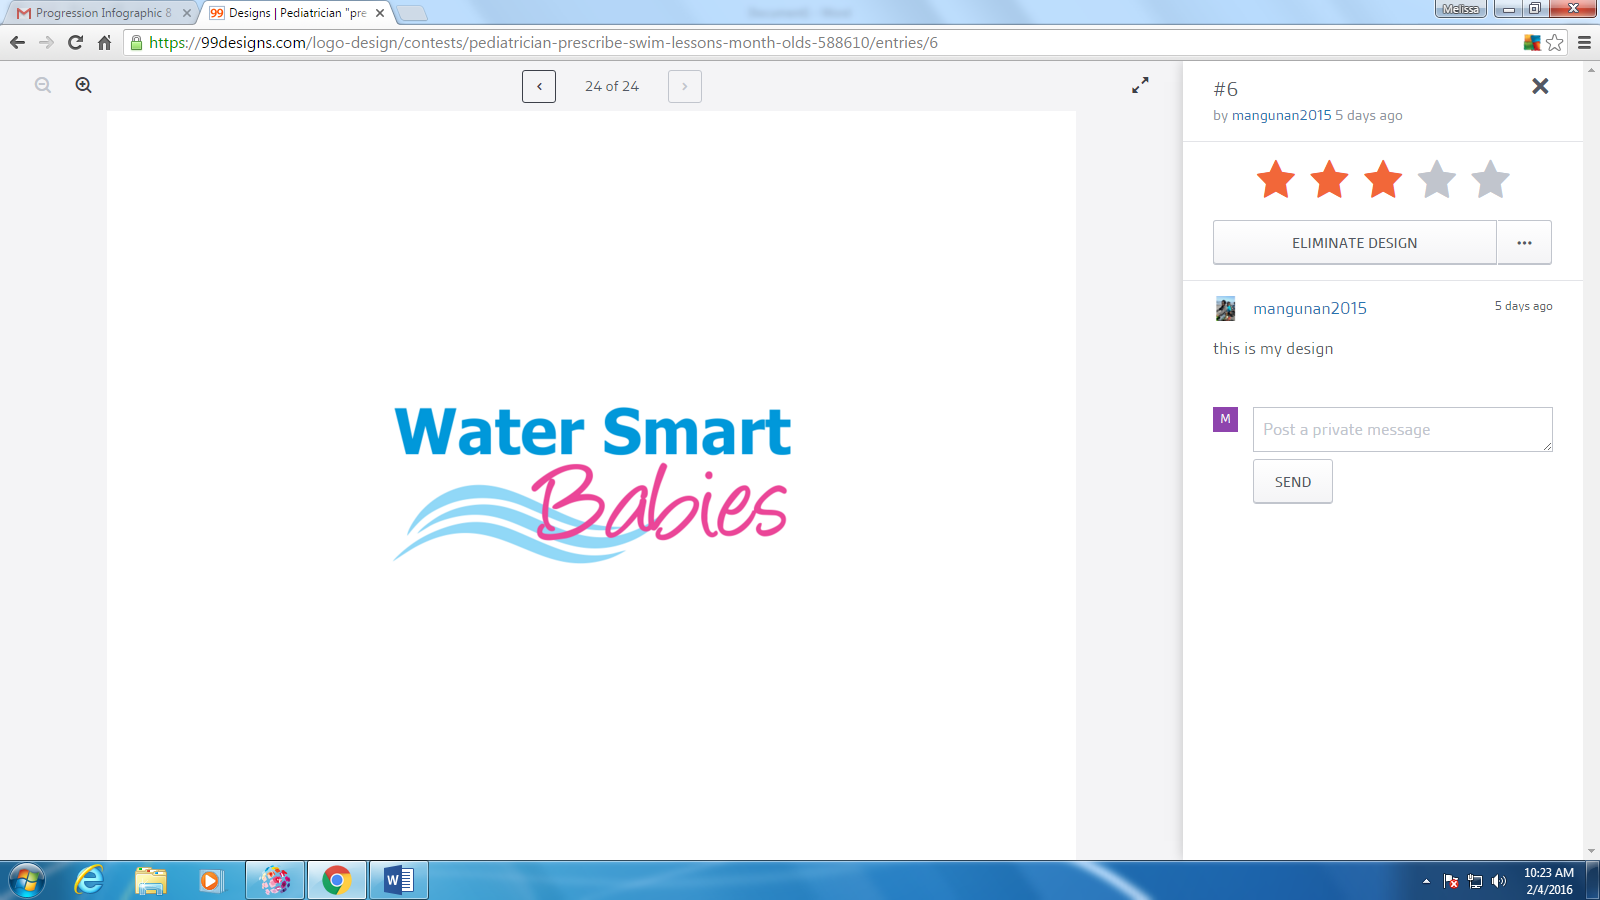 Progression Infographic 8
99 Designs | Pediatrician "pre
Melissa
https://99designs.com/logo-design/contests/pediatrician-prescribe-swim-lessons-month-olds-588610/entries/6
24 of 24
#6
by mangunan2015 5 days ago
ELIMINATE DESIGN
mangunan2015
5 days ago
this is my design
M
Post a private message
SEND
Water Smart
Babies
10:23 AM
2/4/2016